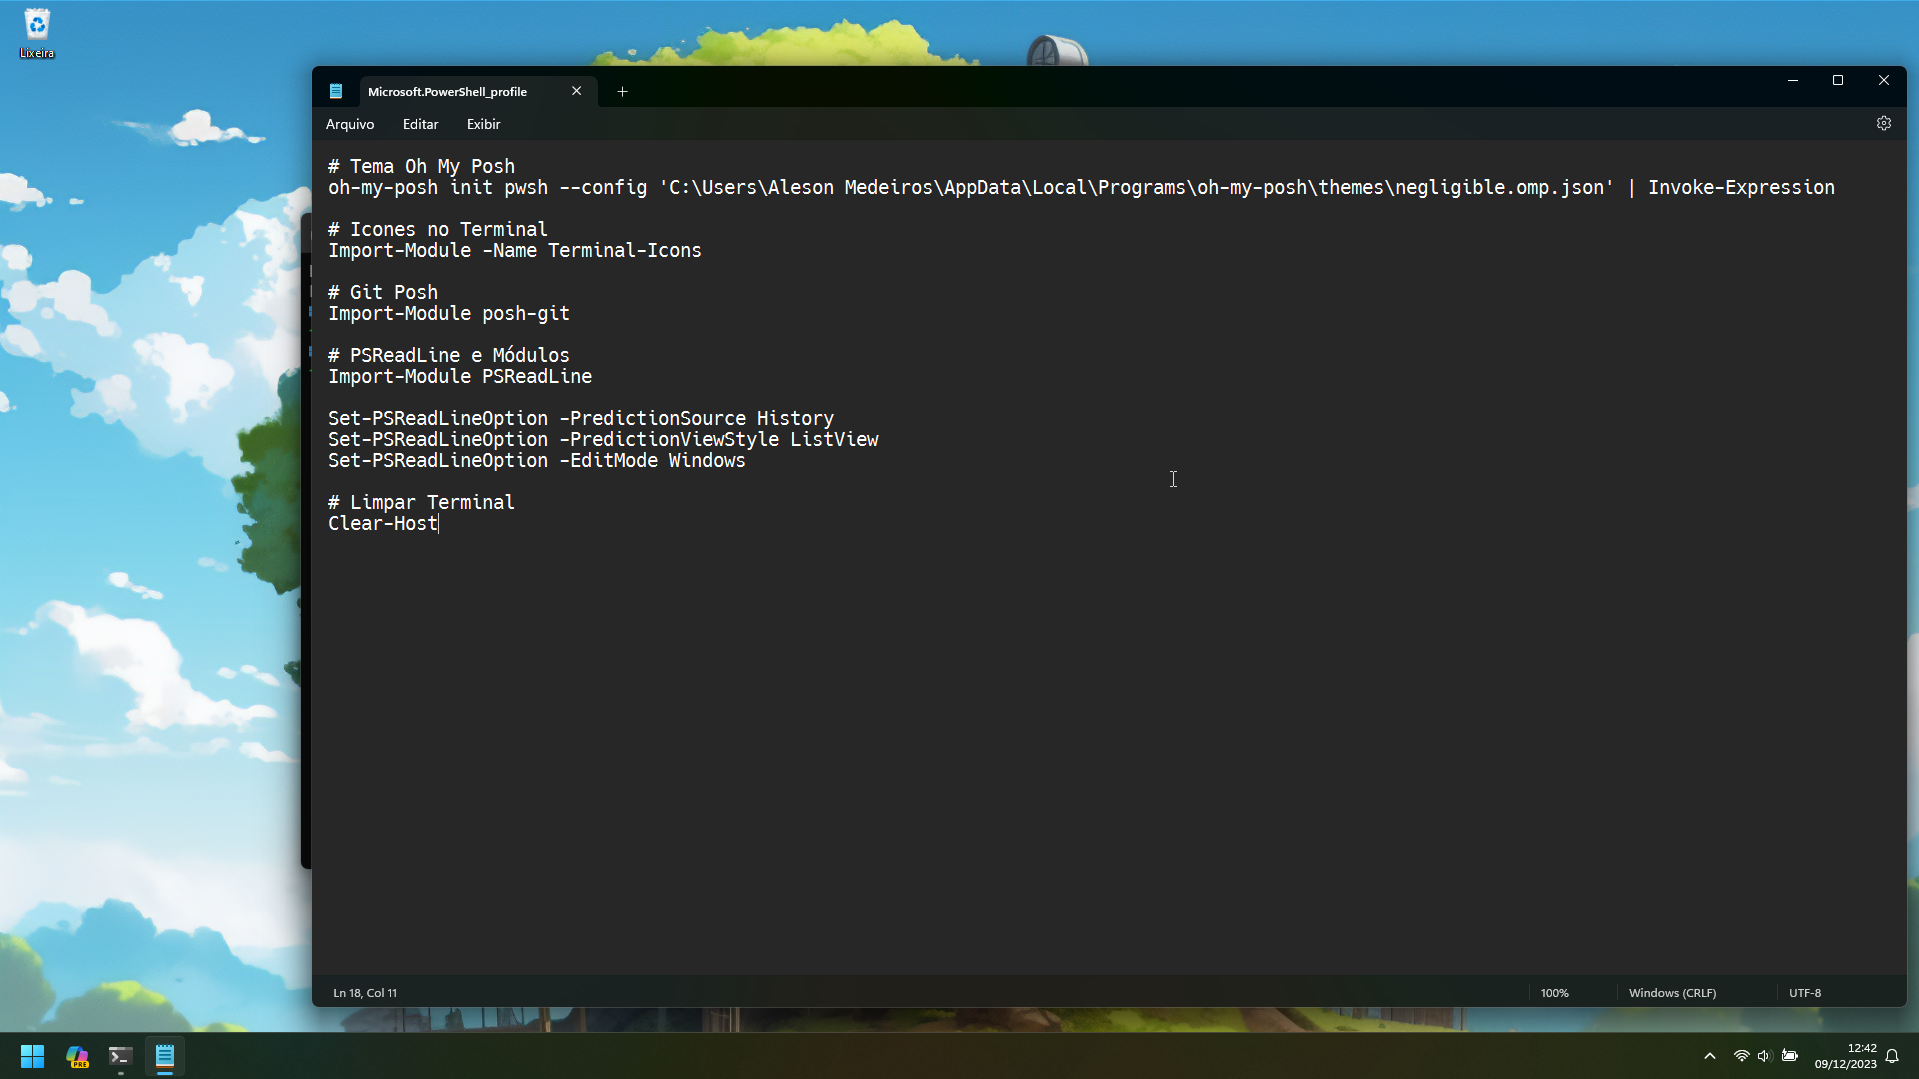 Lixeira
Microsoft.PowerShell_profile
Arquivo Editar Exibir
# Tema Oh My Posh
oh-my-posh init pwsh --config 'C:\Users\Aleson Medeiros\AppData\Local\Programs\oh-my-posh\themes\negligible.omp.json' | Invoke-Expression
# Icones no Terminal
Import-Module -Name Terminal-Icons
# Git Posh
Import-Module posh-git
# PSReadLine e Módulos
Import-Module PSReadLine
Set-PSReadLineOption -PredictionSource History
Set-PSReadLineOption -PredictionViewStyle ListView
Set-PSReadLineOption -EditMode Windows
# Limpar Terminal
Clear-Host
Ln 18, Col 11 100% Windows (CRLF) UTF-8
PRE
12:42
09/12/2023